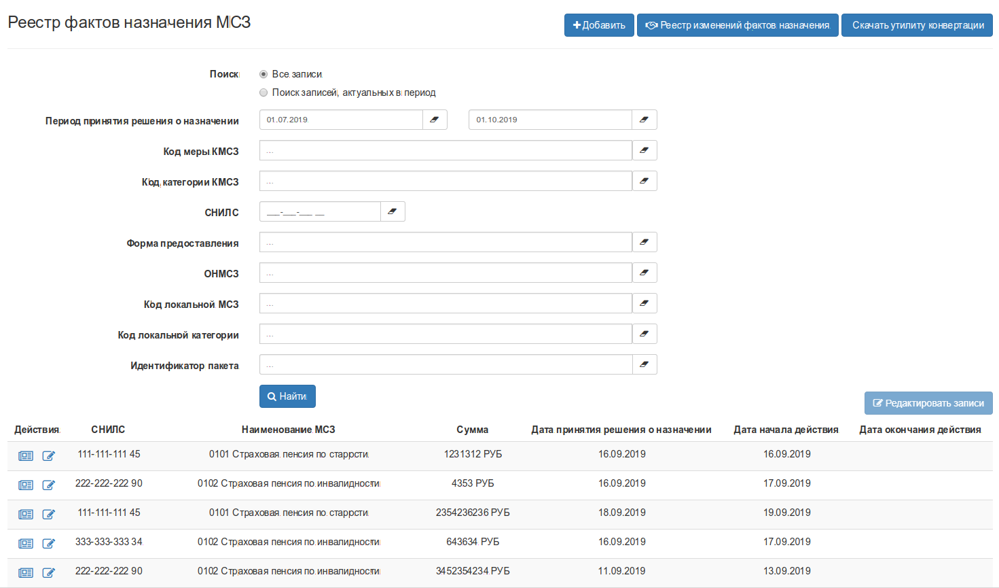 Реестр фактов назначения МСЗ
Добавить
Реестр изменений фактов назначения
Скачать утилиту конвертации
Поиск
Все записи
Поиск записей, актуальных в период
Период принятия решения о назначении
01.07.2019
01.10.2019
Код меры КМСЗ
...
Код категории КМСЗ
...
СНИЛС
___-___-___ __
Форма предоставления
...
ОНМСЗ
...
Код локальной МСЗ
...
Код локальной категории
...
Идентификатор пакета
...
Найти
Редактировать записи
Действия СНИЛС Наименование МСЗ Сумма Дата принятия решения о назначении Дата начала действия Дата окончания действия
111-111-111 45 0101 Страховая пенсия по старрсти 1231312 РУБ 16.09.2019 16.09.2019
222-222-222 90 0102 Страховая пенсия по инвалидности 4353 РУБ 16.09.2019 17.09.2019
111-111-111 45 0101 Страховая пенсия по старрсти 2354236236 РУБ 18.09.2019 19.09.2019
333-333-333 34 0102 Страховая пенсия по инвалидности 643634 РУБ 16.09.2019 17.09.2019
222-222-222 90 0102 Страховая пенсия по инвалидности 3452354234 РУБ 11.09.2019 13.09.2019